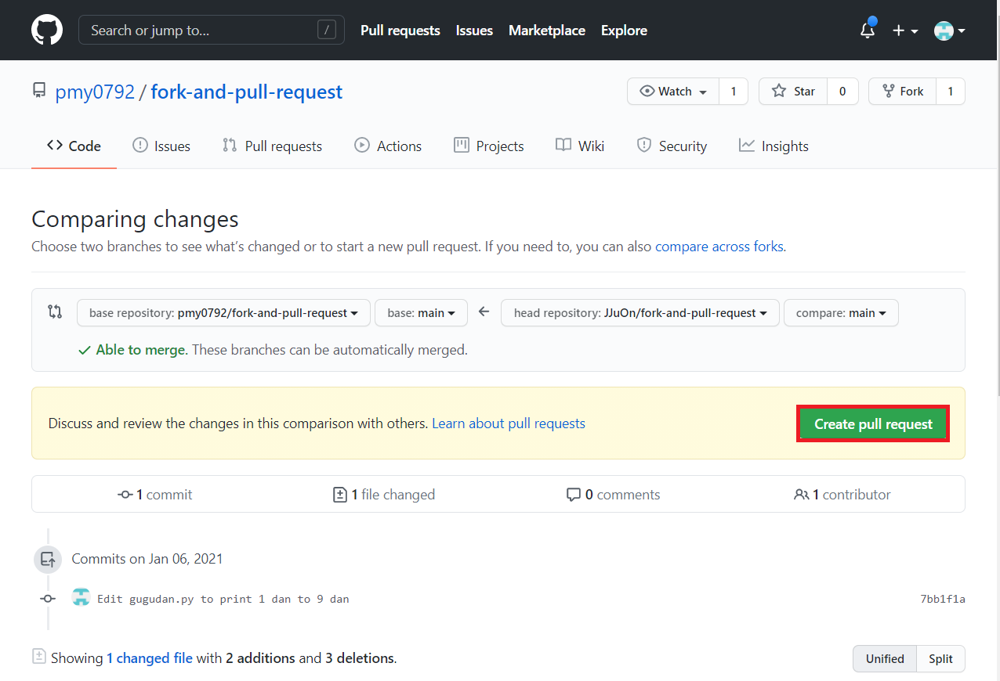 Search or jump to... / Pull requests Issues Marketplace Explore
pmy0792 / fork-and-pull-request Watch 1 Star 0 Fork 1
Code Issues Pull requests Actions Projects Wiki Security Insights
Comparing changes
Choose two branches to see what's changed or to start a new pull request. If you need to, you can also compare across forks.
base repository: pmy0792/fork-and-pull-request base: main head repository: JJuOn/fork-and-pull-request compare: main
Able to merge. These branches can be automatically merged.
Discuss and review the changes in this comparison with others. Learn about pull requests Create pull request
1 commit 1 file changed 0 comments 1 contributor
Commits on Jan 06, 2021
Edit gugudan.py to print 1 dan to 9 dan 7bb1f1a
Showing 1 changed file with 2 additions and 3 deletions. Unified Split